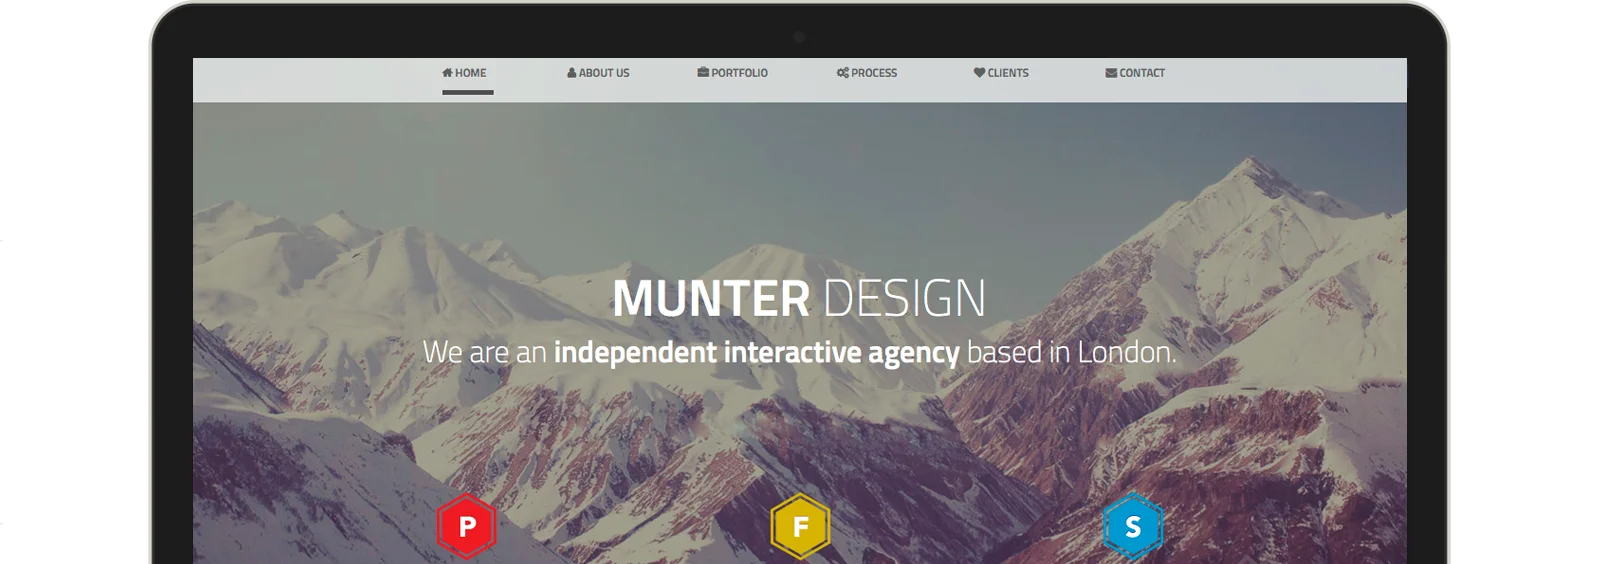 HOME ABOUT US PORTFOLIO PROCESS CLIENTS CONTACT
MUNTER DESIGN
We are an independent interactive agency based in London.
P F S